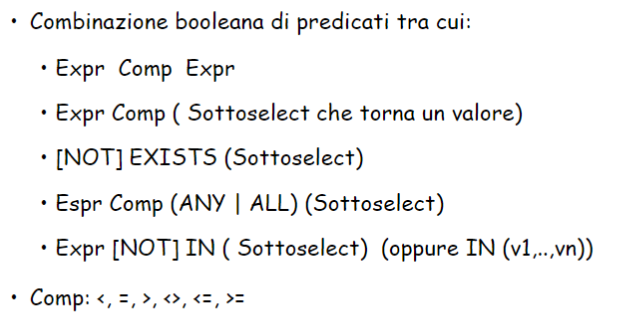 • Combinazione booleana di predicati tra cui:
• Expr Comp Expr
• Expr Comp ( Sottoselect che torna un valore)
• [NOT] EXISTS (Sottoselect)
• Espr Comp (ANY | ALL) (Sottoselect)
• Expr [NOT] IN ( Sottoselect) (oppure IN (v1,..,vn))
• Comp: <, =, >, <>, <=, >=